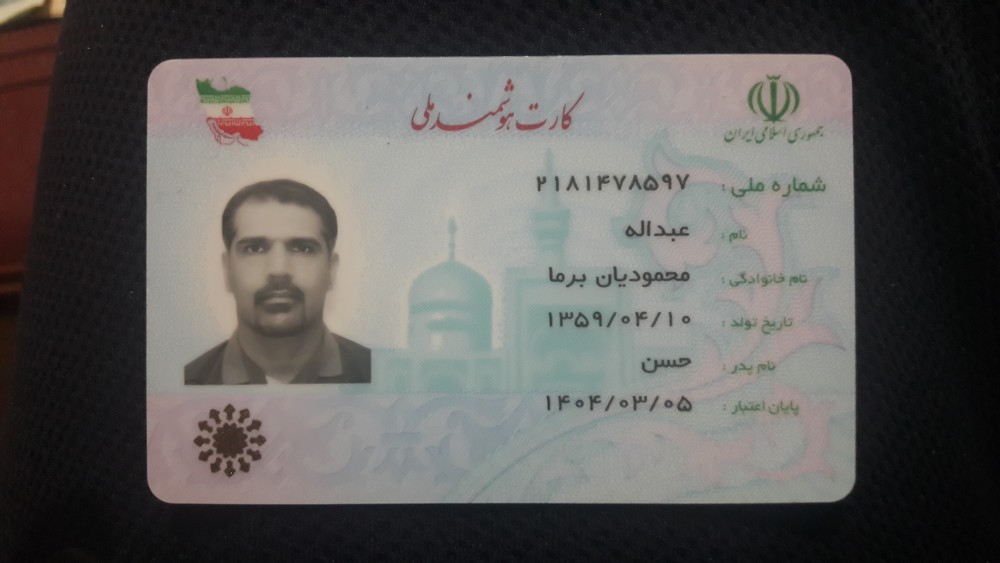 کارت هوشمند ملی
جمهوری اسلامی ایران
شماره ملی : ۲۱۸۱۴۷۸۵۹۷
نام : عبداله
نام خانوادگی : محمودیان برما
تاریخ تولد : ۱۳۵۹/۰۴/۱۰
نام پدر : حسن
پایان اعتبار : ۱۴۰۴/۰۳/۰۵